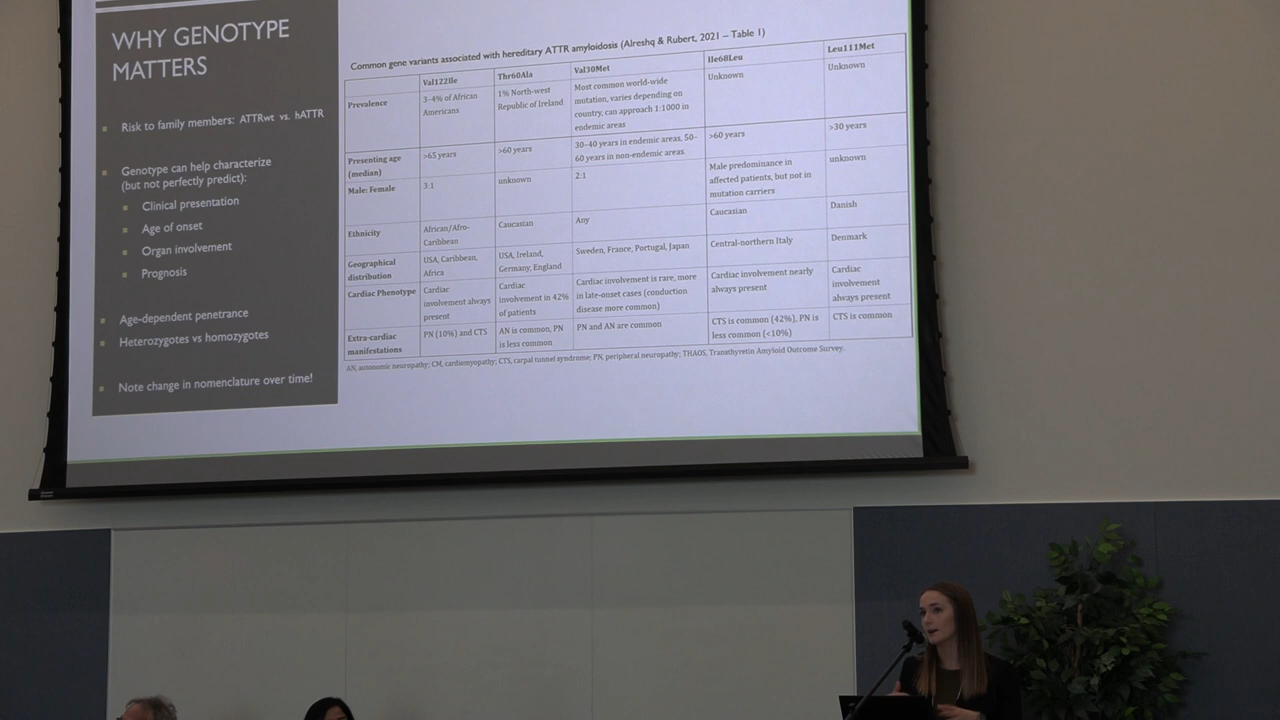 WHY GENOTYPE
MATTERS
Risk to family members: ATTRwt vs. hATTR
Genotype can help characterize
(but not perfectly predict):
Clinical presentation
Age of onset
Organ involvement
Prognosis
Age-dependent penetrance
Heterozygotes vs homozygotes
Note change in nomenclature over time!
Common gene variants associated with hereditary ATTR amyloidosis (Alreshq & Rubert, 2021 – Table 1)
Val122Ile
Thr60Ala
Val30Met
Ile68Leu
Leu111Met
Prevalence
3-4% of African
Americans
1% North-west
Republic of Ireland
Most common world-wide
mutation, varies depending on
country, can approach 1:1000 in
endemic areas
Unknown
Unknown
Presenting age
(median)
>65 years
>60 years
30-40 years in endemic areas, 50-
60 years in non-endemic areas
>60 years
>30 years
Male: Female
3:1
unknown
2:1
Male predominance in
affected patients, but not in
mutation carriers
unknown
Ethnicity
African/Afro-
Caribbean
Caucasian
Any
Caucasian
Danish
Geographical
distribution
USA, Caribbean,
Africa
USA, Ireland,
Germany, England
Sweden, France, Portugal, Japan
Central-northern Italy
Denmark
Cardiac Phenotype
Cardiac
involvement always
present
Cardiac
involvement in 42%
of patients
Cardiac involvement is rare, more
in late-onset cases (conduction
disease more common)
Cardiac involvement nearly
always present
Cardiac
involvement
always present
Extra-cardiac
manifestations
PN (10%) and CTS
AN is common, PN
is less common
PN and AN are common
CTS is common (42%), PN is
less common (<10%)
CTS is common
AN, autonomic neuropathy; CM, cardiomyopathy; CTS, carpal tunnel syndrome; PN, peripheral neuropathy; THAOS, Transthyretin Amyloid Outcome Survey.